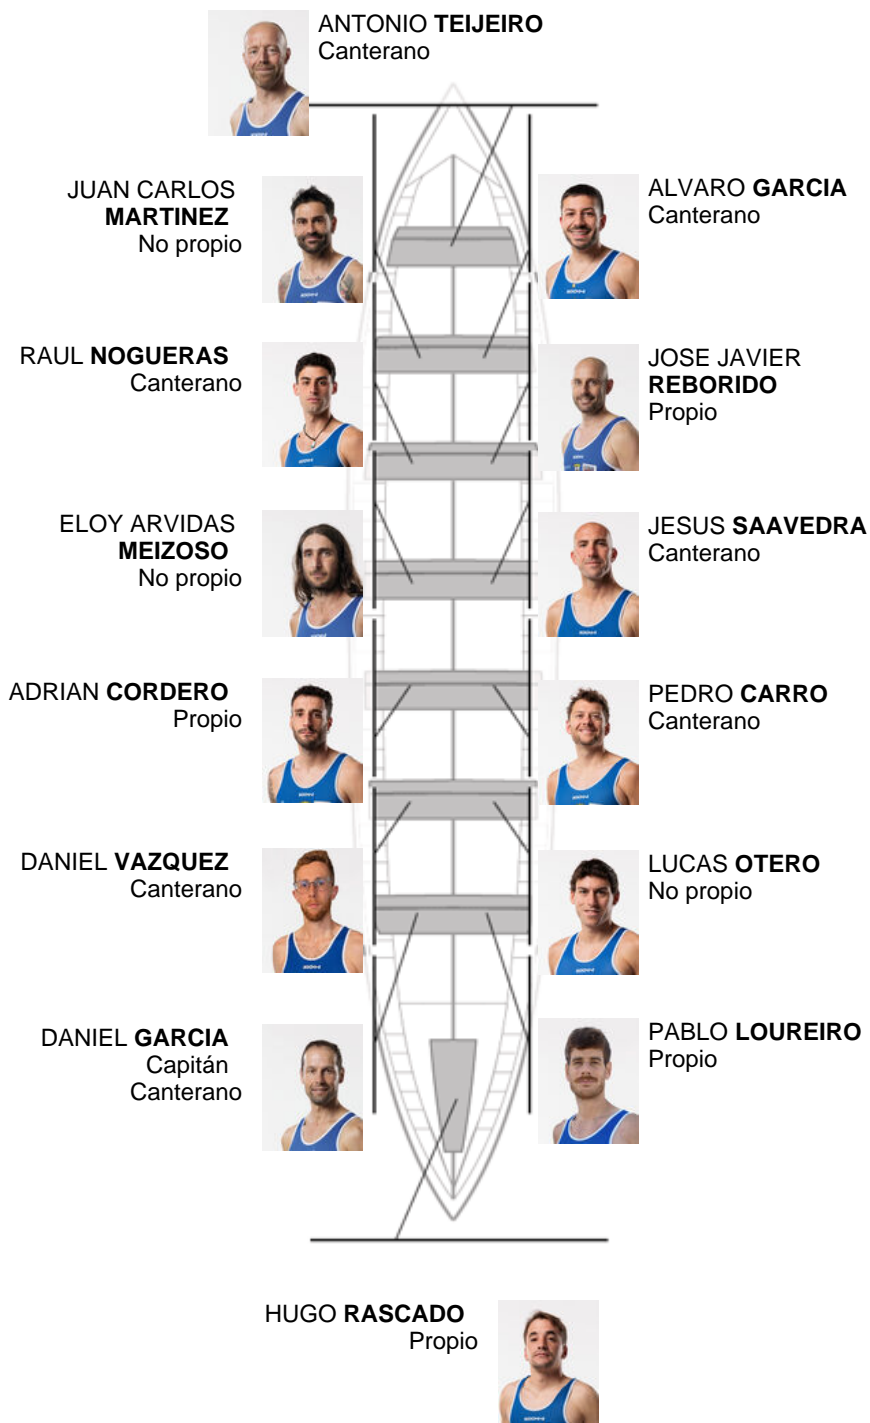 ANTONIO TEIJEIRO
Canterano
JUAN CARLOS
MARTINEZ
No propio
ALVARO GARCIA
Canterano
RAUL NOGUERAS
Canterano
JOSE JAVIER
REBORIDO
Propio
ELOY ARVIDAS
MEIZOSO
No propio
JESUS SAAVEDRA
Canterano
ADRIAN CORDERO
Propio
PEDRO CARRO
Canterano
DANIEL VAZQUEZ
Canterano
LUCAS OTERO
No propio
DANIEL GARCIA
Capitán
Canterano
PABLO LOUREIRO
Propio
HUGO RASCADO
Propio